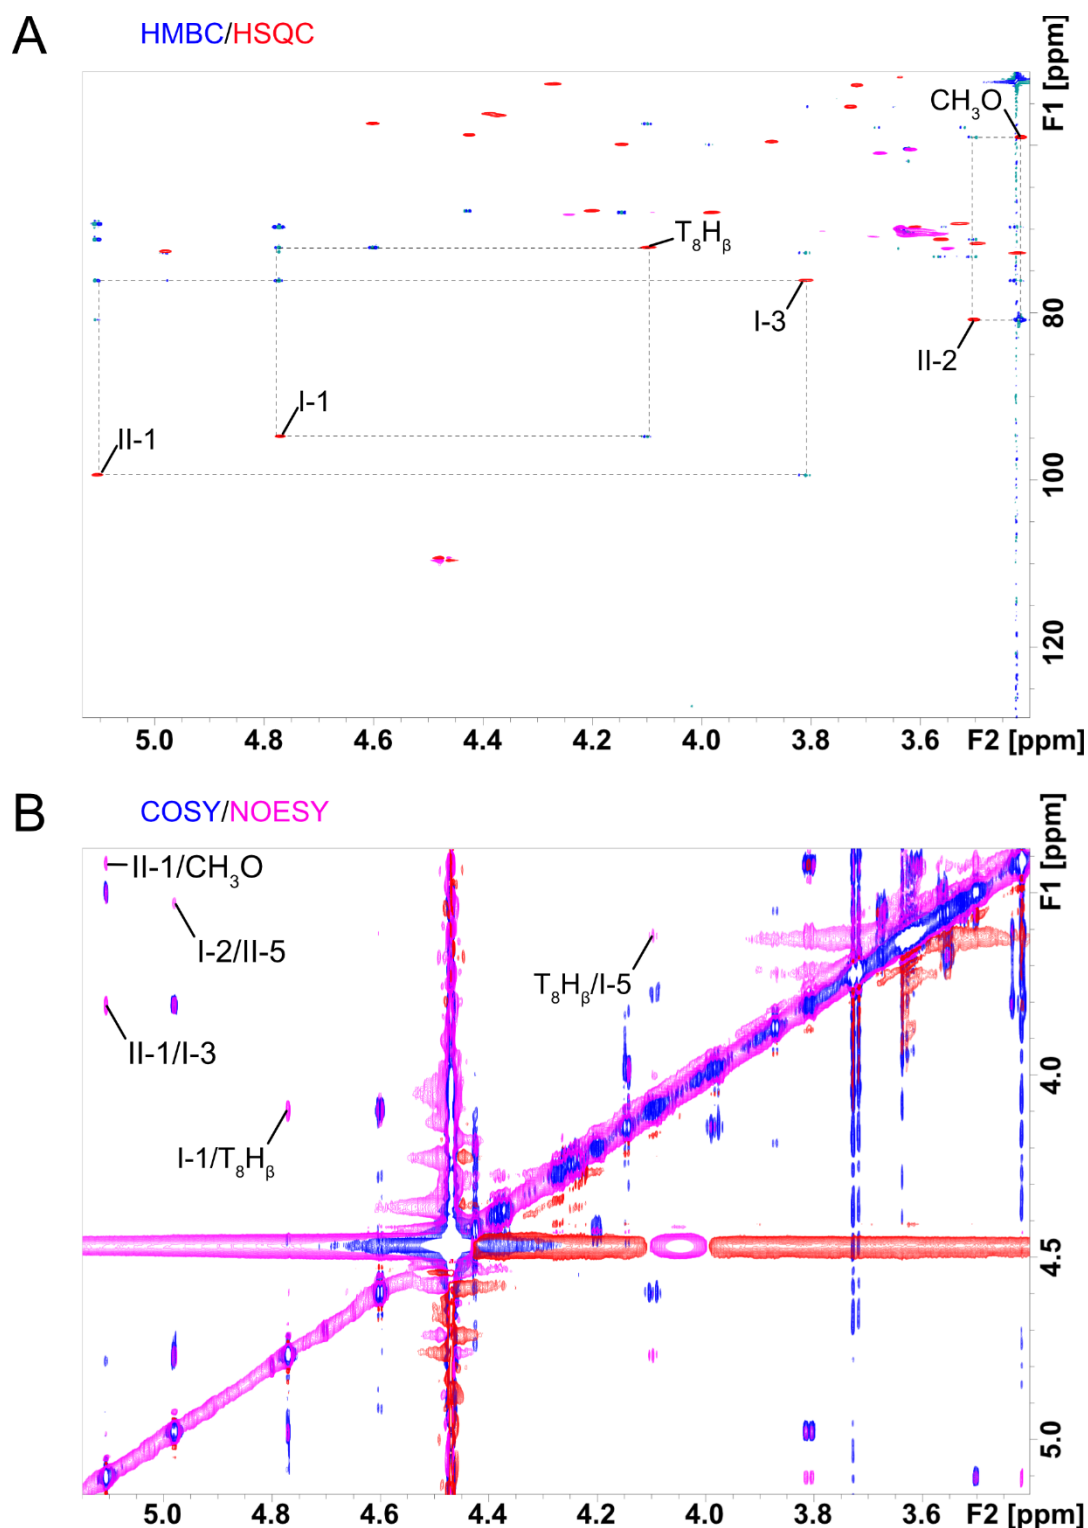 A
HMBC/HSQC
F1 [ppm]
CH₃O
T₈Hᵦ
I-3
80
II-2
I-1
II-1
100
120
5.0 4.8 4.6 4.4 4.2 4.0 3.8 3.6 F2 [ppm]
B
COSY/NOESY
F1 [ppm]
II-1/CH₃O
I-2/II-5
T₈Hᵦ/I-5
II-1/I-3
4.0
I-1/T₈Hᵦ
4.5
5.0
5.0 4.8 4.6 4.4 4.2 4.0 3.8 3.6 F2 [ppm]